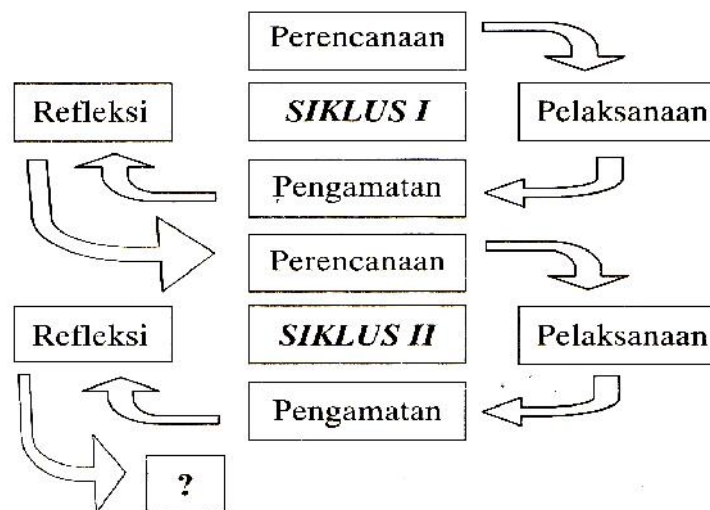 Perencanaan
Refleksi
SIKLUS I
Pelaksanaan
Pengamatan
Perencanaan
Refleksi
SIKLUS II
Pelaksanaan
Pengamatan
?